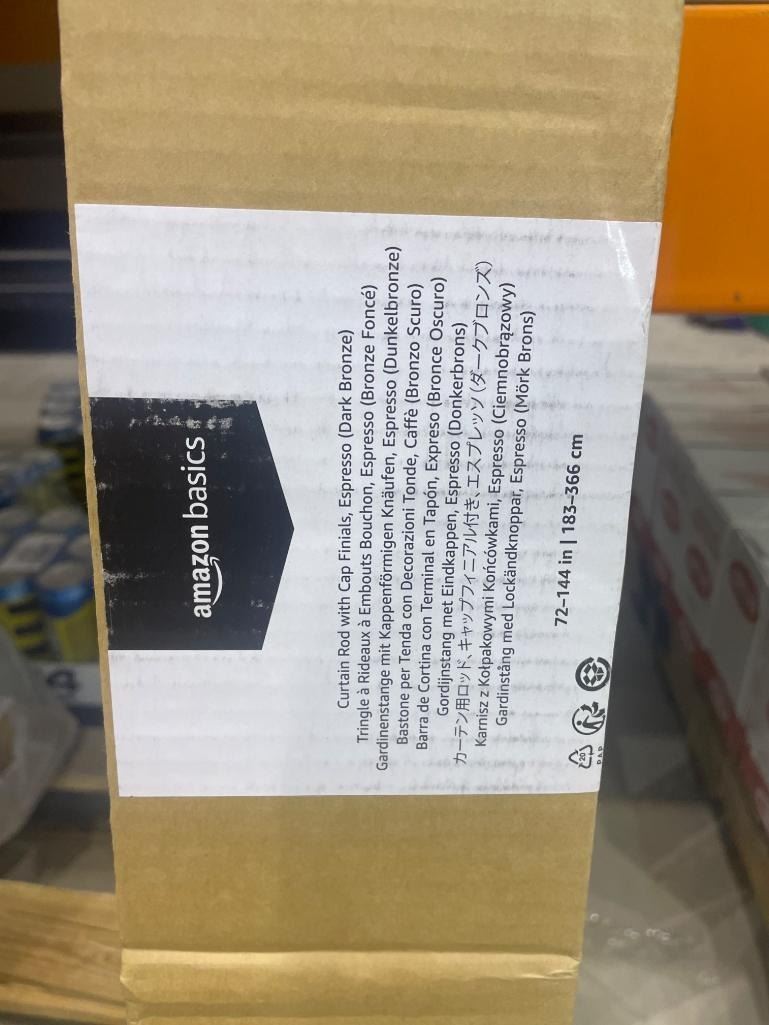 amazon basics
Curtain Rod with Cap Finials, Espresso (Dark Bronze)
Tringle à Rideaux à Embouts Bouchon, Espresso (Bronze Foncé)
Gardinenstange mit Kappenförmigen Knäufen, Espresso (Dunkelbronze)
Bastone per Tenda con Decorazioni Tonde, Caffè (Bronzo Scuro)
Barra de Cortina con Terminal en Tapón, Expreso (Bronce Oscuro)
Gordijnstang met Eindkappen, Espresso (Donkerbrons)
カーテン用ロッド、キャップフィニアル付き、エスプレッソ (ダークブロンズ)
Karnisz z Kołpakowymi Końcówkami, Espresso (Ciemnobrązowy)
Gardinstång med Lockändknoppar, Espresso (Mörk Brons)
72–144 in | 183–366 cm
20
PAP